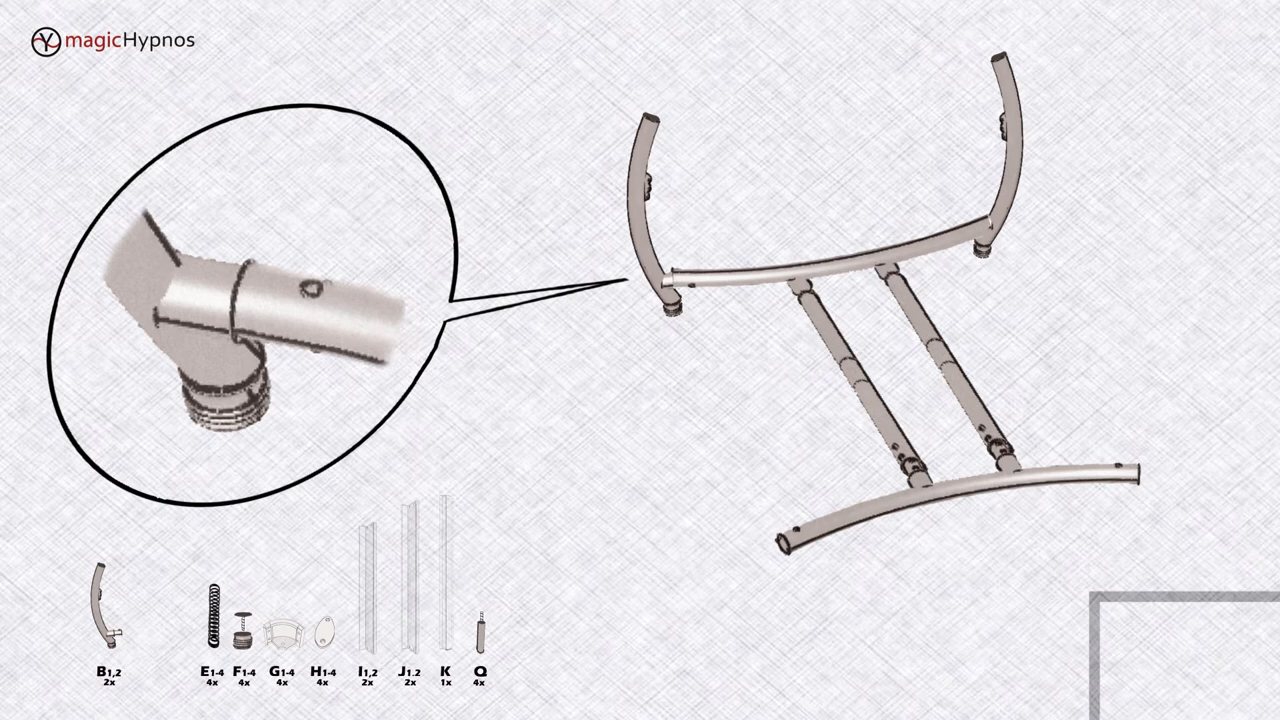 magicHypnos
B1,2 E1-4 F1-4 G1-4 H1-4 I1,2 J1.2 K Q
2x 4x 4x 4x 4x 2x 2x 1x 4x